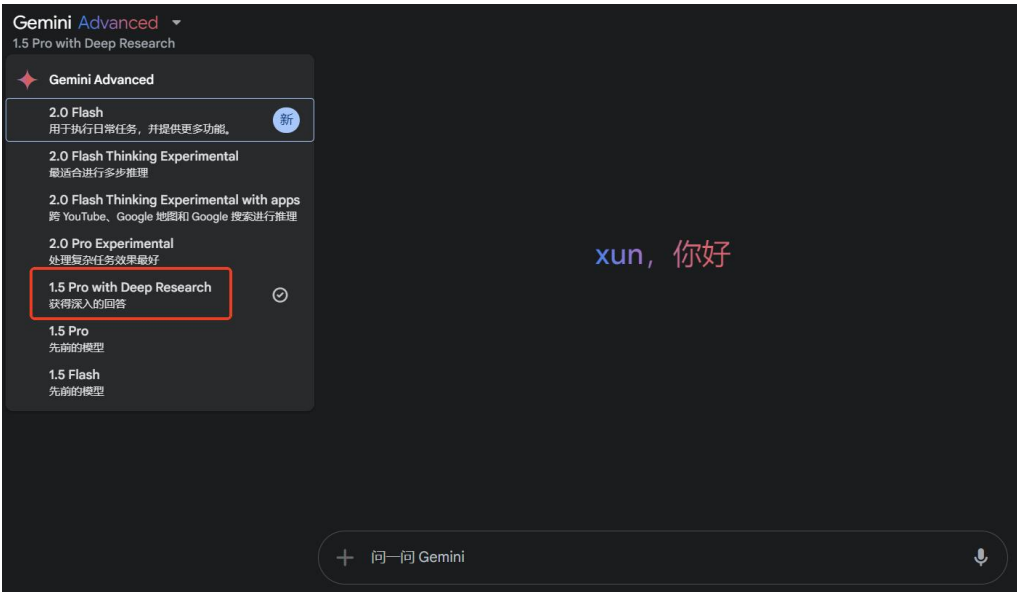 Gemini Advanced
1.5 Pro with Deep Research
Gemini Advanced
2.0 Flash
用于执行日常任务，并提供更多功能。
新
2.0 Flash Thinking Experimental
最适合进行多步推理
2.0 Flash Thinking Experimental with apps
跨 YouTube、Google 地图和 Google 搜索进行推理
2.0 Pro Experimental
处理复杂任务效果最好
1.5 Pro with Deep Research
获得深入的回答
1.5 Pro
先前的模型
1.5 Flash
先前的模型
xun，你好
问一问 Gemini